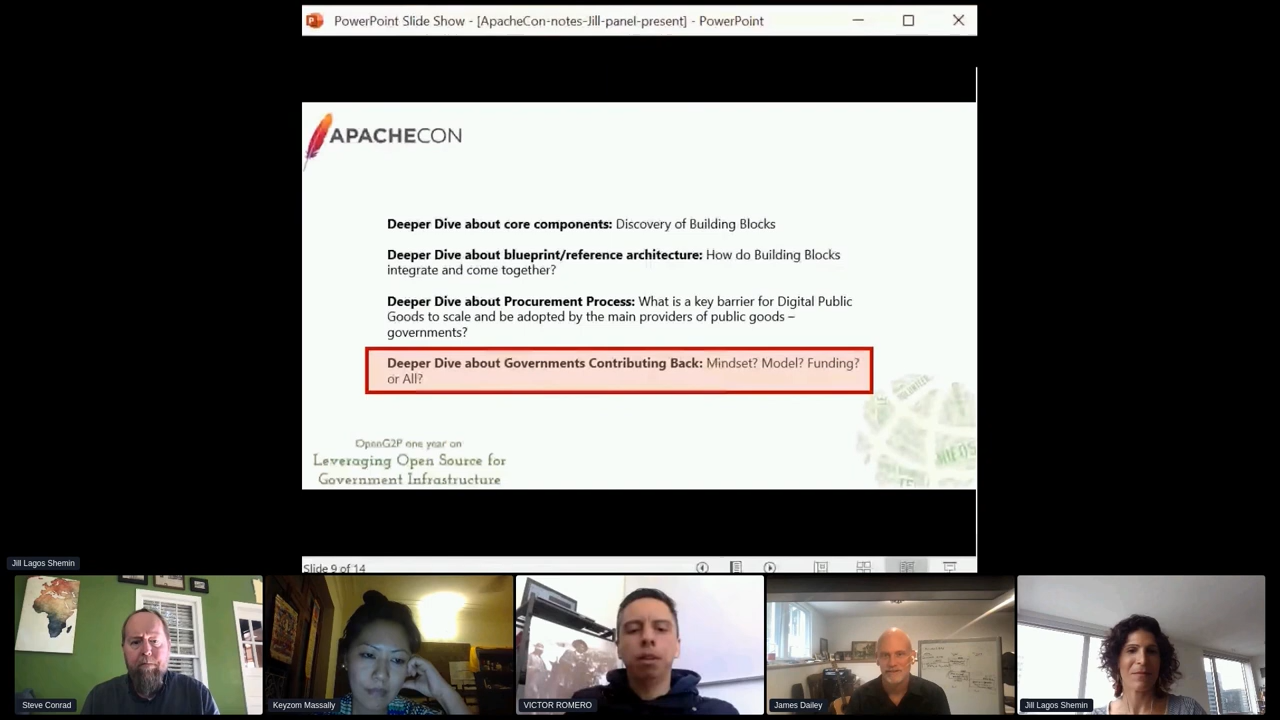 PowerPoint Slide Show - [ApacheCon-notes-Jill-panel-present] - PowerPoint
APACHECON
Deeper Dive about core components: Discovery of Building Blocks
Deeper Dive about blueprint/reference architecture: How do Building Blocks
integrate and come together?
Deeper Dive about Procurement Process: What is a key barrier for Digital Public
Goods to scale and be adopted by the main providers of public goods –
governments?
Deeper Dive about Governments Contributing Back: Mindset? Model? Funding?
or All?
OpenG2P one year on
Leveraging Open Source for
Government Infrastructure
MIFOS
Slide 9 of 14
Jill Lagos Shemin
Steve Conrad
Keyzom Massally
VICTOR ROMERO
James Dailey
Jill Lagos Shemin